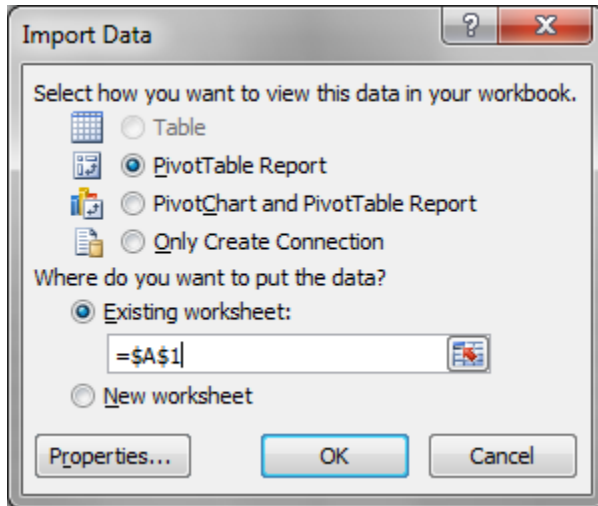 Import Data
?
X
Select how you want to view this data in your workbook.
Table
PivotTable Report
PivotChart and PivotTable Report
Only Create Connection
Where do you want to put the data?
Existing worksheet:
=$A$1
New worksheet
Properties... OK Cancel